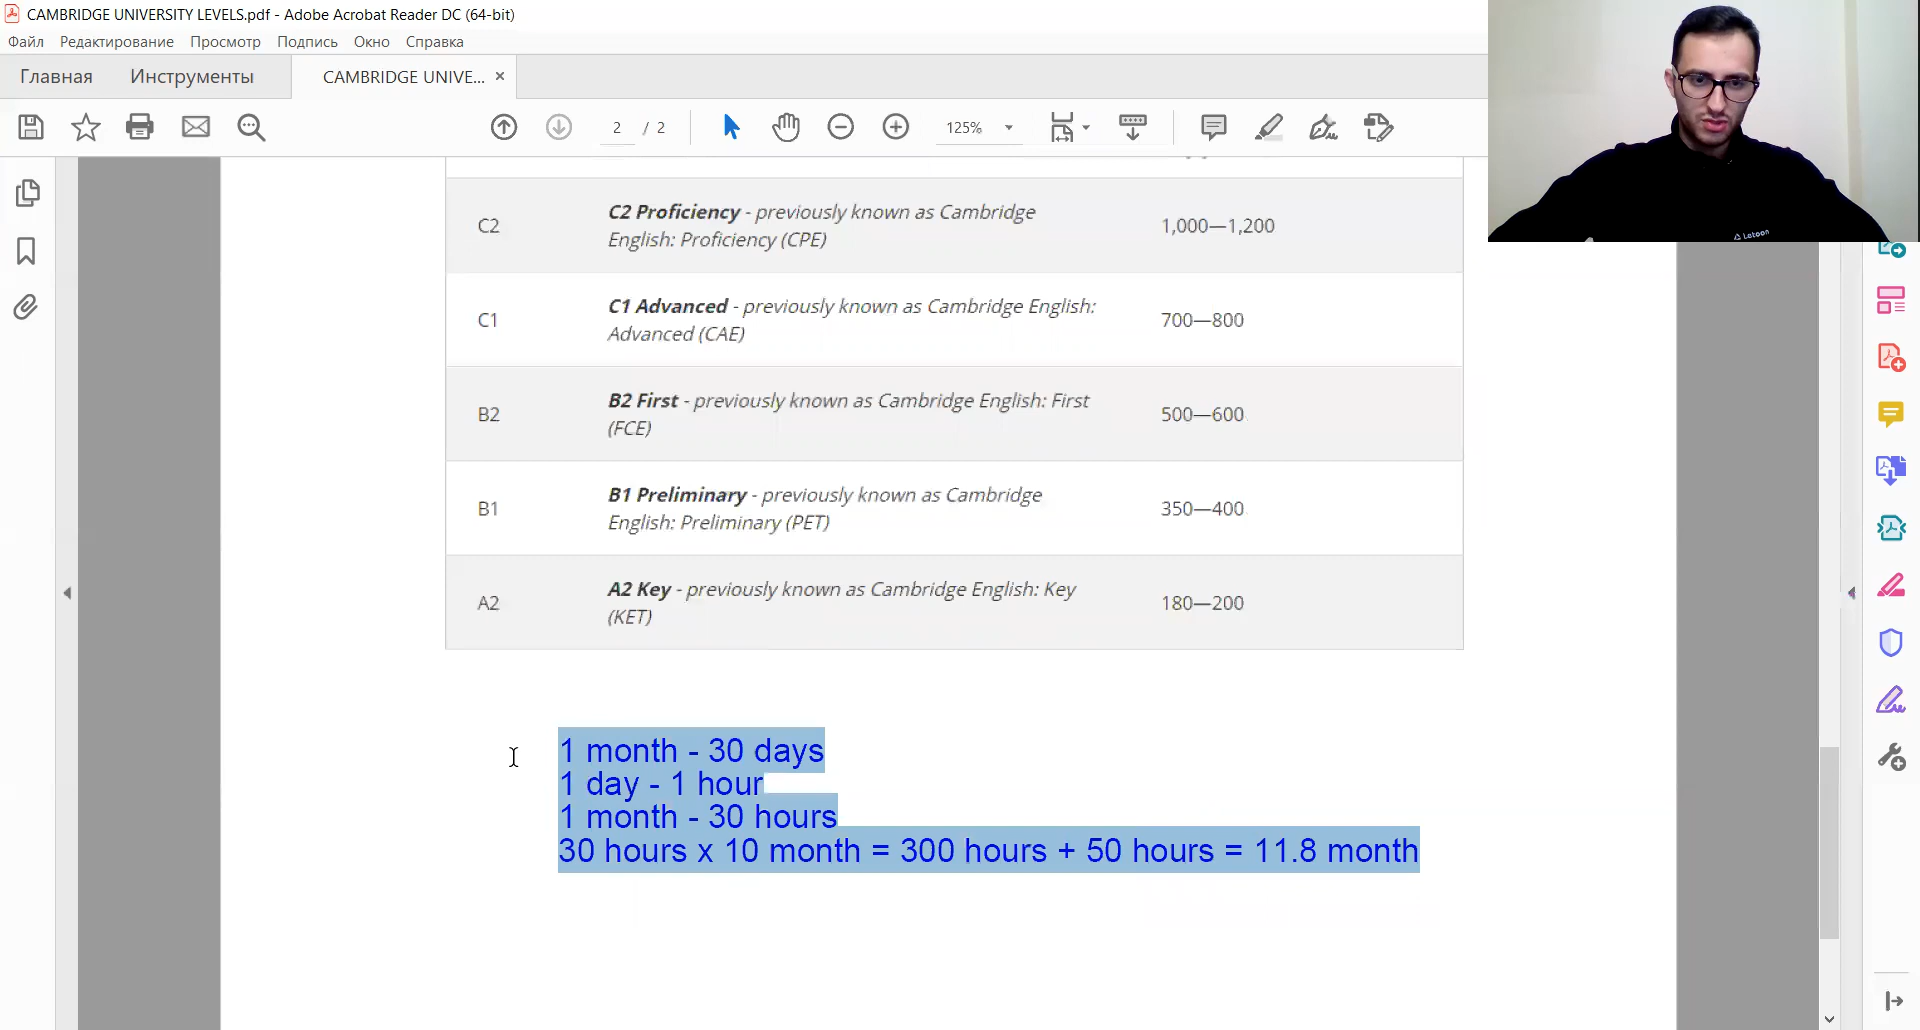 CAMBRIDGE UNIVERSITY LEVELS.pdf - Adobe Acrobat Reader DC (64-bit)
Файл Редактирование Просмотр Подпись Окно Справка
Главная Инструменты CAMBRIDGE UNIVE... ×
2 / 2 125%
C2 C2 Proficiency - previously known as Cambridge
English: Proficiency (CPE) 1,000—1,200
C1 C1 Advanced - previously known as Cambridge English:
Advanced (CAE) 700—800
B2 B2 First - previously known as Cambridge English: First
(FCE) 500—600
B1 B1 Preliminary - previously known as Cambridge
English: Preliminary (PET) 350—400
A2 A2 Key - previously known as Cambridge English: Key
(KET) 180—200
1 month - 30 days
1 day - 1 hour
1 month - 30 hours
30 hours x 10 month = 300 hours + 50 hours = 11.8 month